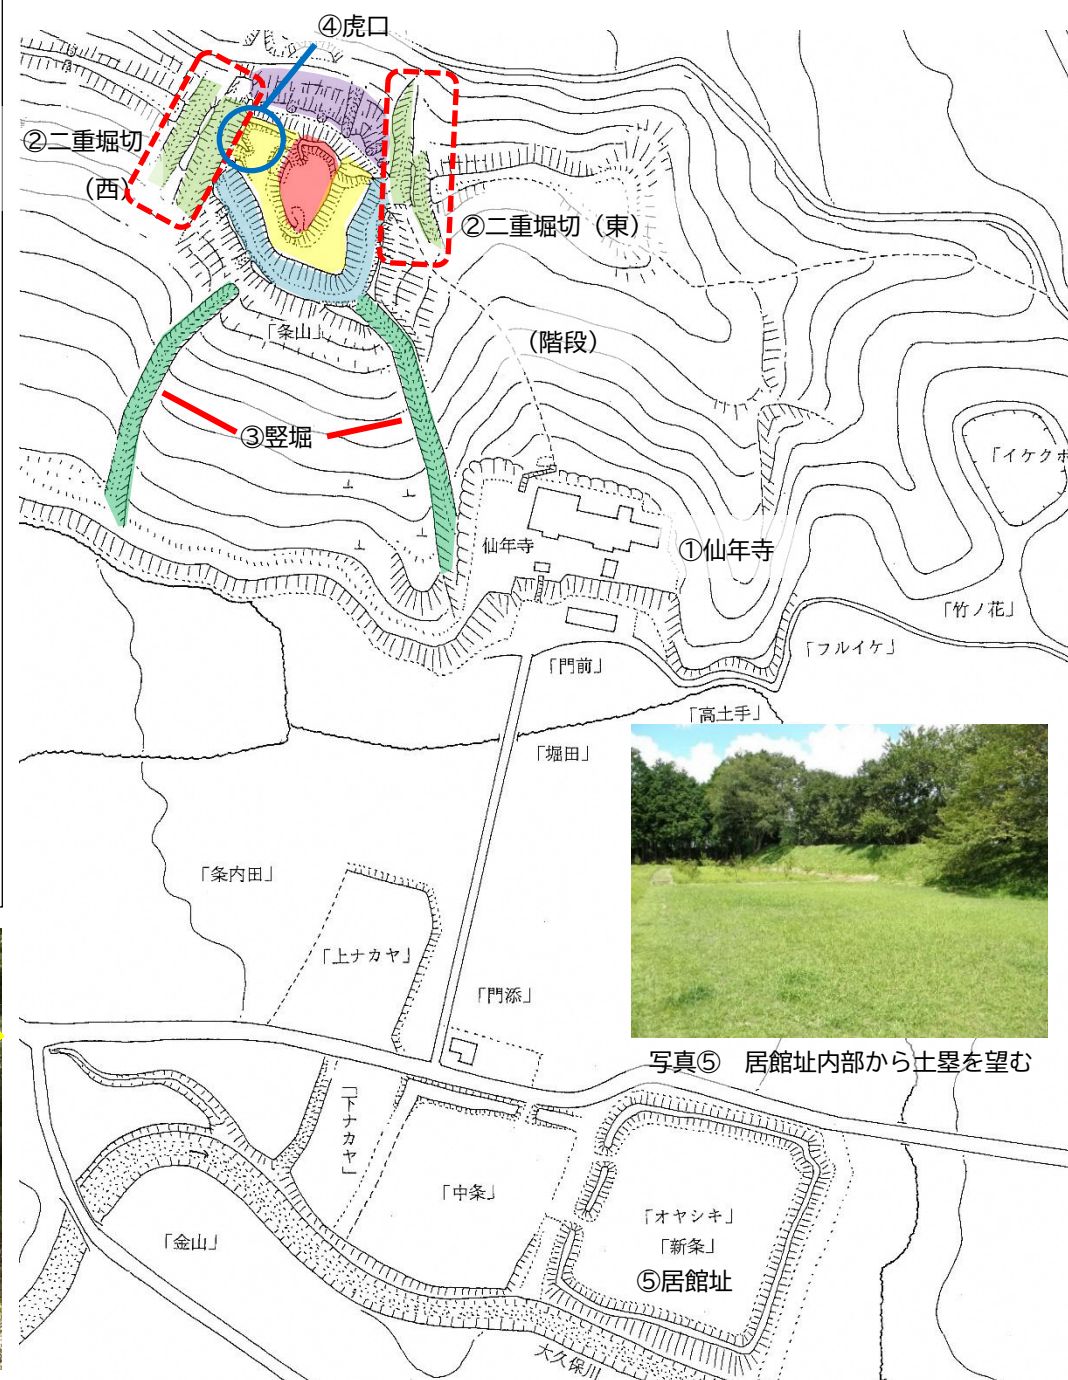 ④虎口
②二重堀切
（西）
②二重堀切（東）
「条山」
（階段）
③竪堀
「イケクボ
仙年寺
①仙年寺
「竹ノ花」
「フルイケ」
「門前」
「高土手」
「堀田」
「条内田」
「上ナカヤ」
「門添」
写真⑤　居館址内部から土塁を望む
「下ナカヤ」
「中条」
「オヤシキ」
「新条」
⑤居館址
「金山」
大久保川